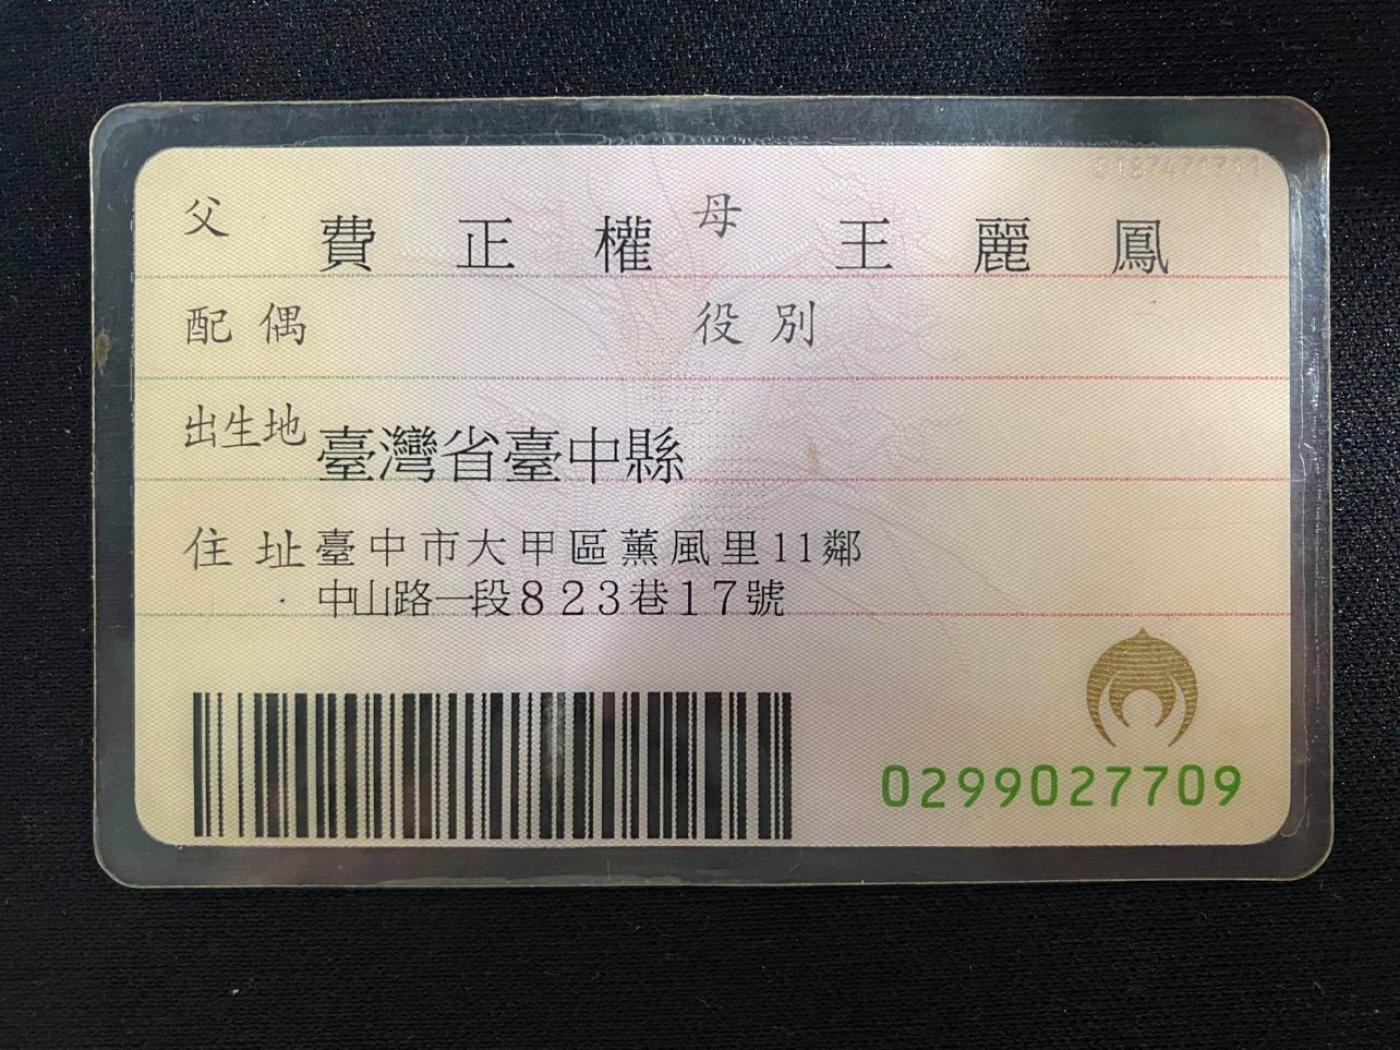 父 費正權 母 王麗鳳
配偶 役別
出生地 臺灣省臺中縣
住址 臺中市大甲區薰風里11鄰
中山路一段823巷17號
0299027709